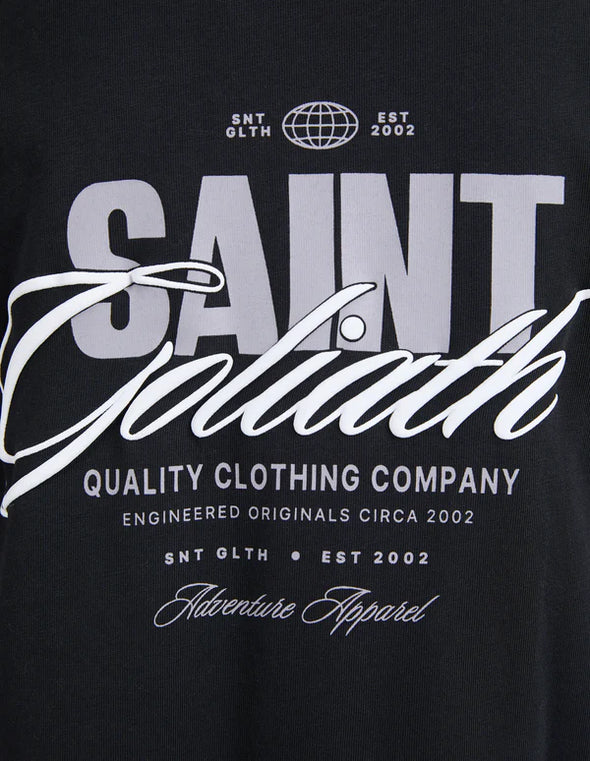 SNT EST
GLTH 2002
SAINT
Goliath
QUALITY CLOTHING COMPANY
ENGINEERED ORIGINALS CIRCA 2002
SNT GLTH • EST 2002
Adventure Apparel